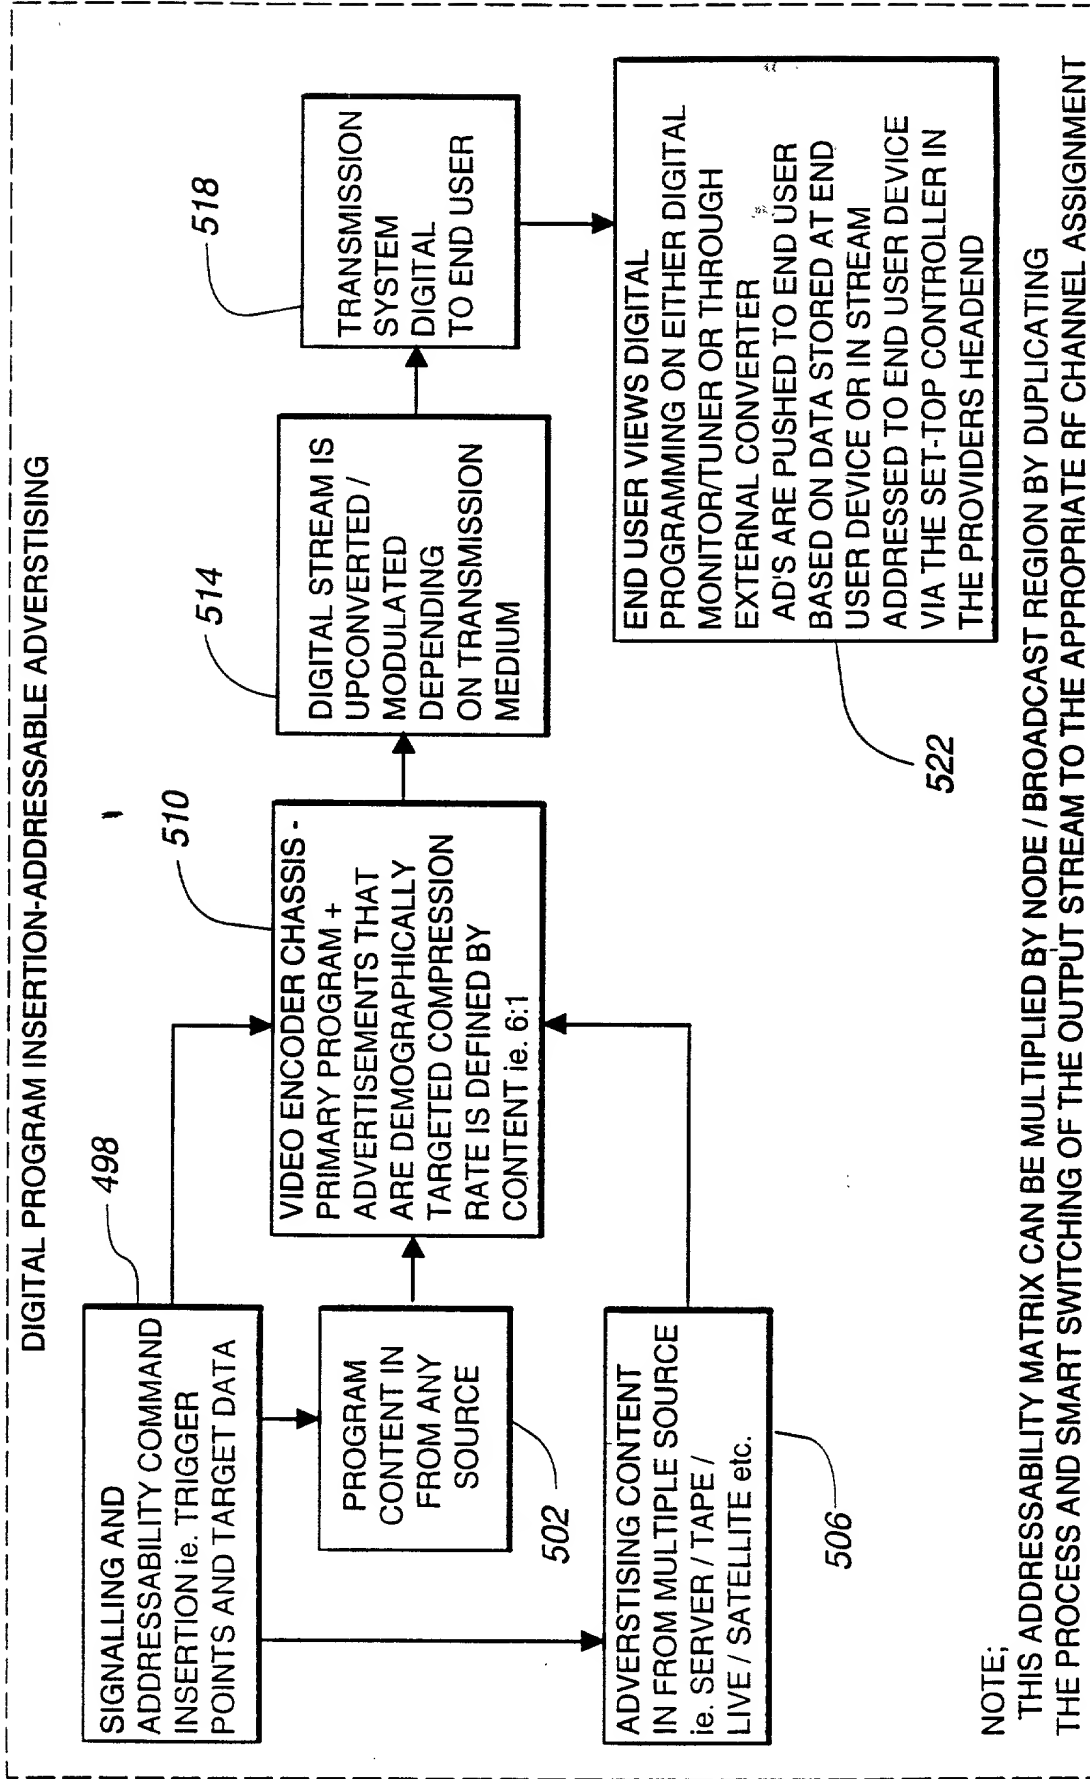 DIGITAL PROGRAM INSERTION-ADDRESSABLE ADVERSTISING
SIGNALLING AND
ADDRESSABILITY COMMAND
INSERTION ie. TRIGGER
POINTS AND TARGET DATA
498
PROGRAM
CONTENT IN
FROM ANY
SOURCE
502
ADVERSTISING CONTENT
IN FROM MULTIPLE SOURCE
ie. SERVER / TAPE /
LIVE / SATELLITE etc.
506
VIDEO ENCODER CHASSIS -
PRIMARY PROGRAM +
ADVERTISEMENTS THAT
ARE DEMOGRAPHICALLY
TARGETED COMPRESSION
RATE IS DEFINED BY
CONTENT ie. 6:1
510
DIGITAL STREAM IS
UPCONVERTED /
MODULATED
DEPENDING
ON TRANSMISSION
MEDIUM
514
TRANSMISSION
SYSTEM
DIGITAL
TO END USER
518
END USER VIEWS DIGITAL
PROGRAMMING ON EITHER DIGITAL
MONITOR/TUNER OR THROUGH
EXTERNAL CONVERTER
AD'S ARE PUSHED TO END USER
BASED ON DATA STORED AT END
USER DEVICE OR IN STREAM
ADDRESSED TO END USER DEVICE
VIA THE SET-TOP CONTROLLER IN
THE PROVIDERS HEADEND
522
NOTE;
THIS ADDRESSABILITY MATRIX CAN BE MULTIPLIED BY NODE / BROADCAST REGION BY DUPLICATING
THE PROCESS AND SMART SWITCHING OF THE OUTPUT STREAM TO THE APPROPRIATE RF CHANNEL ASSIGNMENT